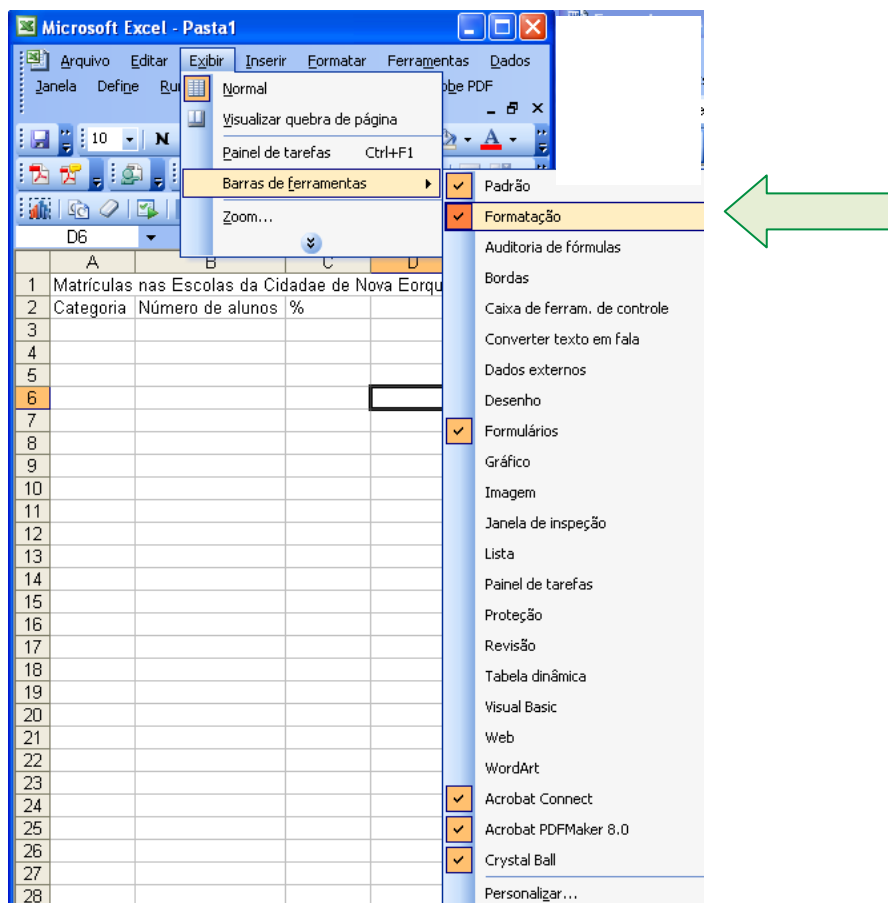 Microsoft Excel - Pasta1
Arquivo Editar Exibir Inserir Formatar Ferramentas Dados
Janela Define
Normal
Visualizar quebra de página
Painel de tarefas Ctrl+F1
Barras de ferramentas
Zoom...
10 N A
D6
A B C D
1 Matrículas nas Escolas da Cidadae de Nova Eorqu
2 Categoria Número de alunos %
3
4
5
6
7
8
9
10
11
12
13
14
15
16
17
18
19
20
21
22
23
24
25
26
27
28
Padrão
Formatação
Auditoria de fórmulas
Bordas
Caixa de ferram. de controle
Converter texto em fala
Dados externos
Desenho
Formulários
Gráfico
Imagem
Janela de inspeção
Lista
Painel de tarefas
Proteção
Revisão
Tabela dinâmica
Visual Basic
Web
WordArt
Acrobat Connect
Acrobat PDFMaker 8.0
Crystal Ball
Personalizar...